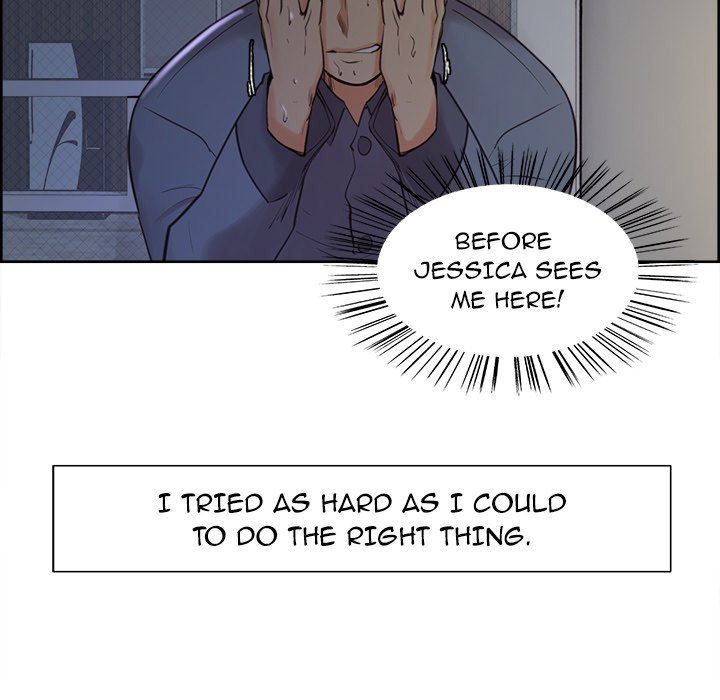 BEFORE
JESSICA SEES
ME HERE!
I TRIED AS HARD AS I COULD
TO DO THE RIGHT THING.